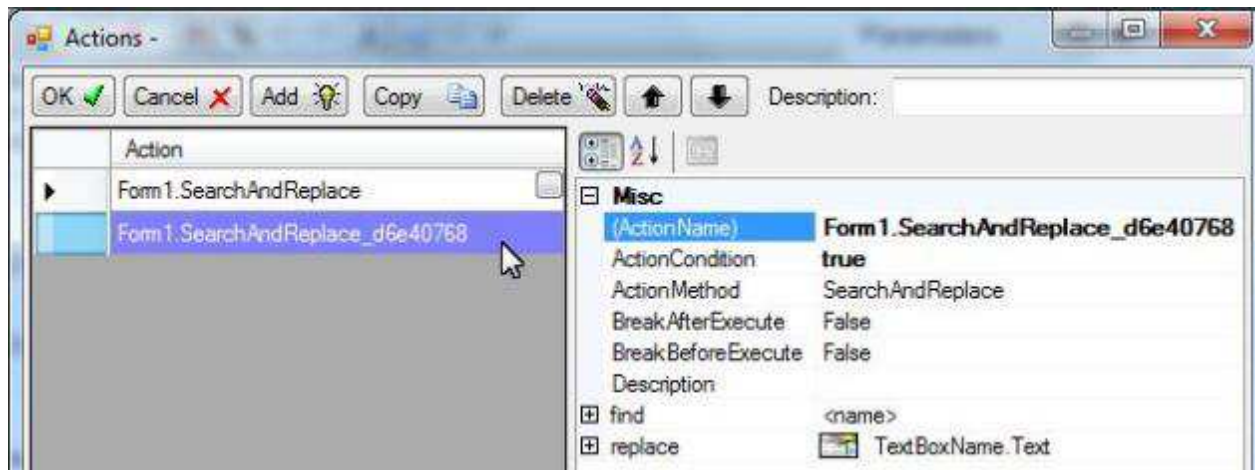 Actions -
OK Cancel Add Copy Delete Description:
Action
Form1.SearchAndReplace
Form1.SearchAndReplace_d6e40768
Misc
(ActionName) Form1.SearchAndReplace_d6e40768
ActionCondition true
ActionMethod SearchAndReplace
BreakAfterExecute False
BreakBeforeExecute False
Description
find <name>
replace TextBoxName.Text